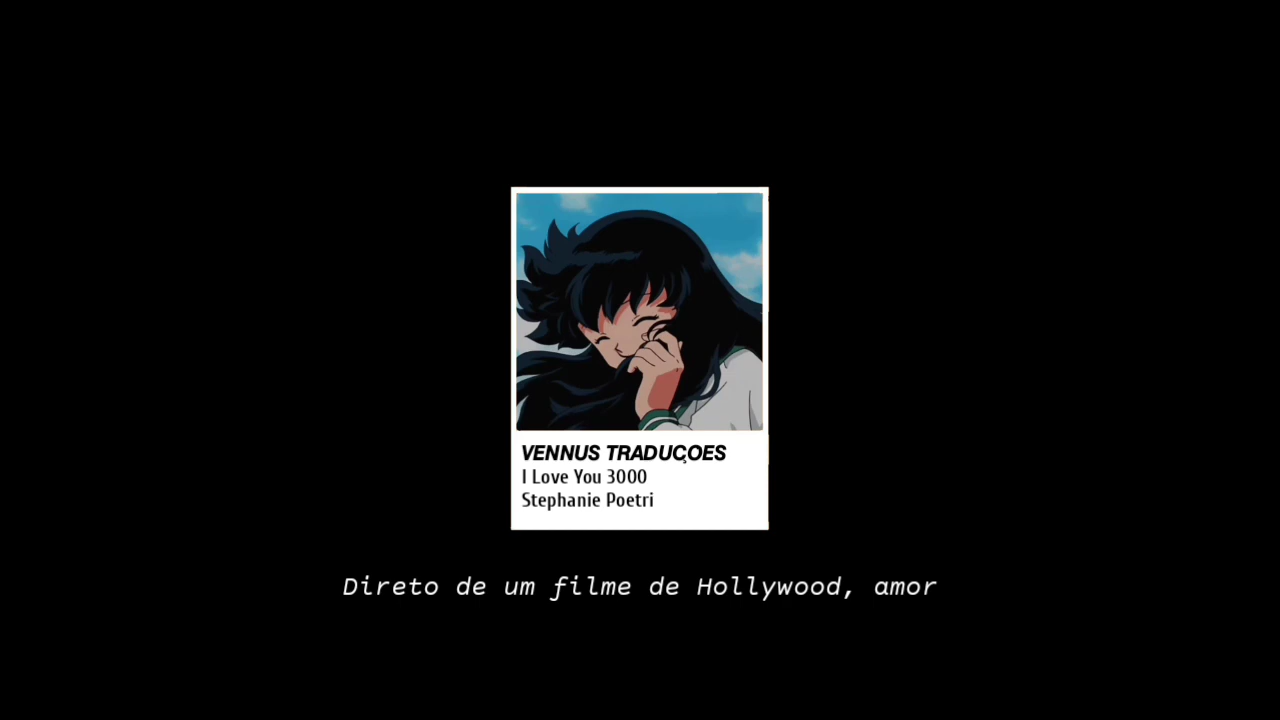 VENNUS TRADUÇOES
I Love You 3000
Stephanie Poetri
Direto de um filme de Hollywood, amor